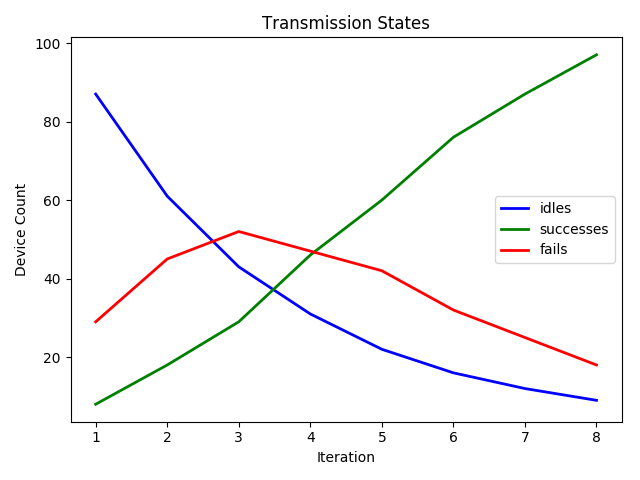 Transmission States
Device Count
100
80
60
40
20
idles
successes
fails
1 2 3 4 5 6 7 8
Iteration